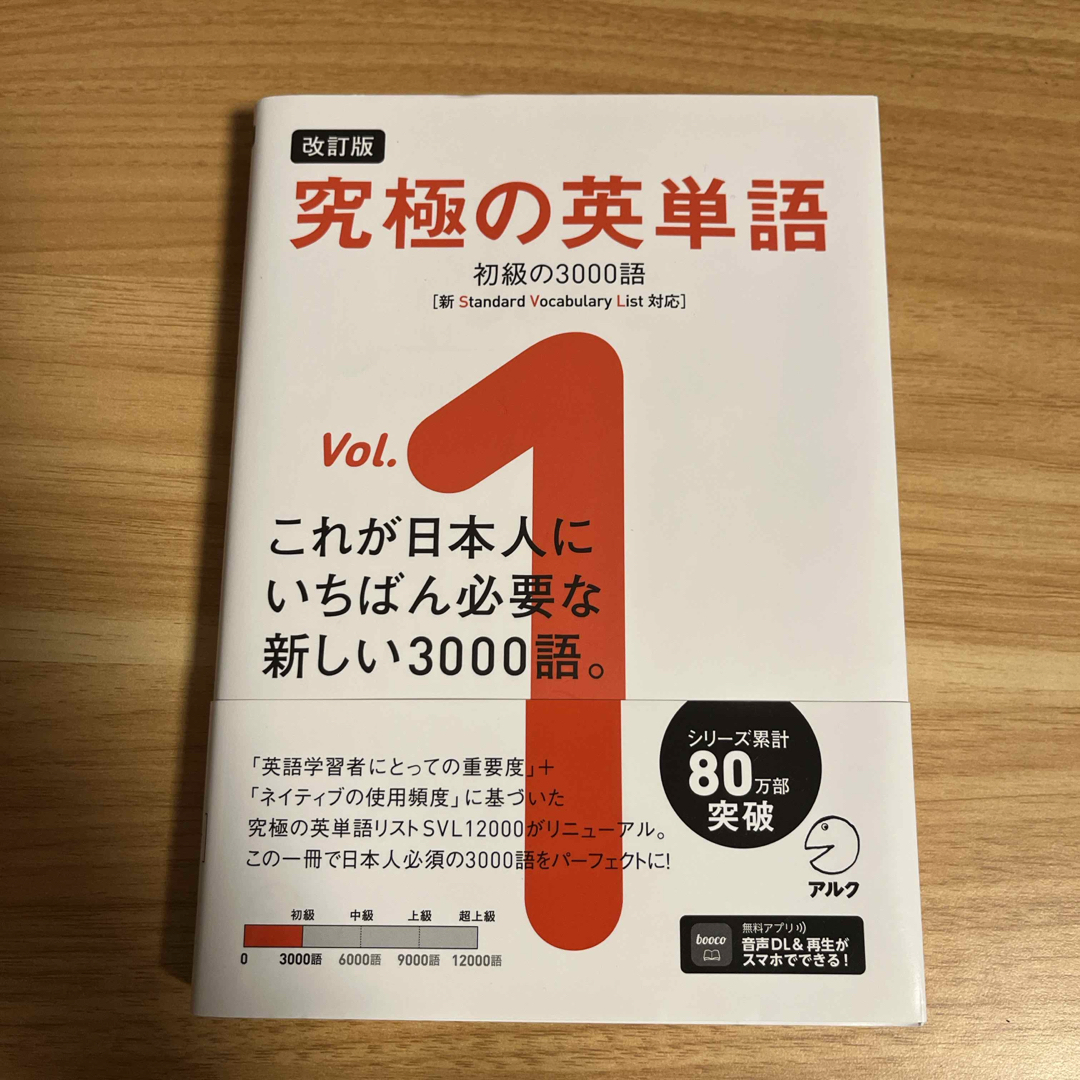 改訂版
究極の英単語
初級の3000語
[新 Standard Vocabulary List 対応]
Vol.
1
これが日本人に
いちばん必要な
新しい3000語。
シリーズ累計
80万部
突破
「英語学習者にとっての重要度」+
「ネイティブの使用頻度」に基づいた
究極の英単語リストSVL12000がリニューアル。
この一冊で日本人必須の3000語をパーフェクトに!
アルク
初級 中級 上級 超上級
0 3000語 6000語 9000語 12000語
booco
無料アプリ
音声DL&再生が
スマホでできる!